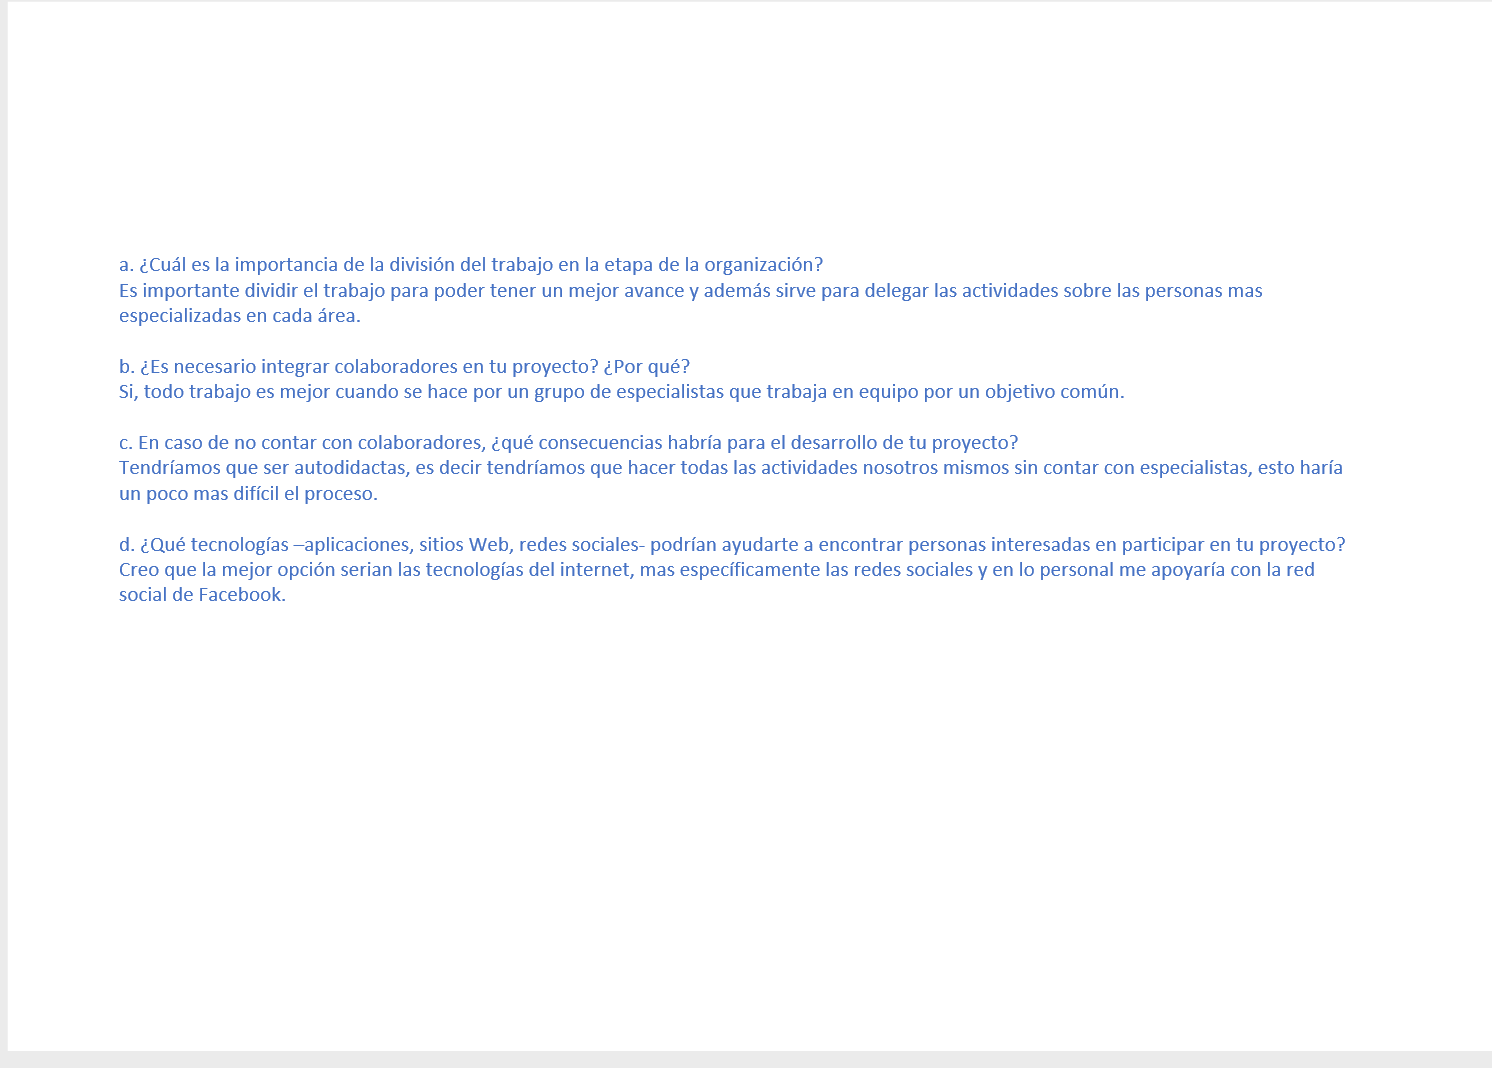 a. ¿Cuál es la importancia de la división del trabajo en la etapa de la organización?
Es importante dividir el trabajo para poder tener un mejor avance y además sirve para delegar las actividades sobre las personas mas
especializadas en cada área.
b. ¿Es necesario integrar colaboradores en tu proyecto? ¿Por qué?
Si, todo trabajo es mejor cuando se hace por un grupo de especialistas que trabaja en equipo por un objetivo común.
c. En caso de no contar con colaboradores, ¿qué consecuencias habría para el desarrollo de tu proyecto?
Tendríamos que ser autodidactas, es decir tendríamos que hacer todas las actividades nosotros mismos sin contar con especialistas, esto haría
un poco mas difícil el proceso.
d. ¿Qué tecnologías –aplicaciones, sitios Web, redes sociales- podrían ayudarte a encontrar personas interesadas en participar en tu proyecto?
Creo que la mejor opción serian las tecnologías del internet, mas específicamente las redes sociales y en lo personal me apoyaría con la red
social de Facebook.